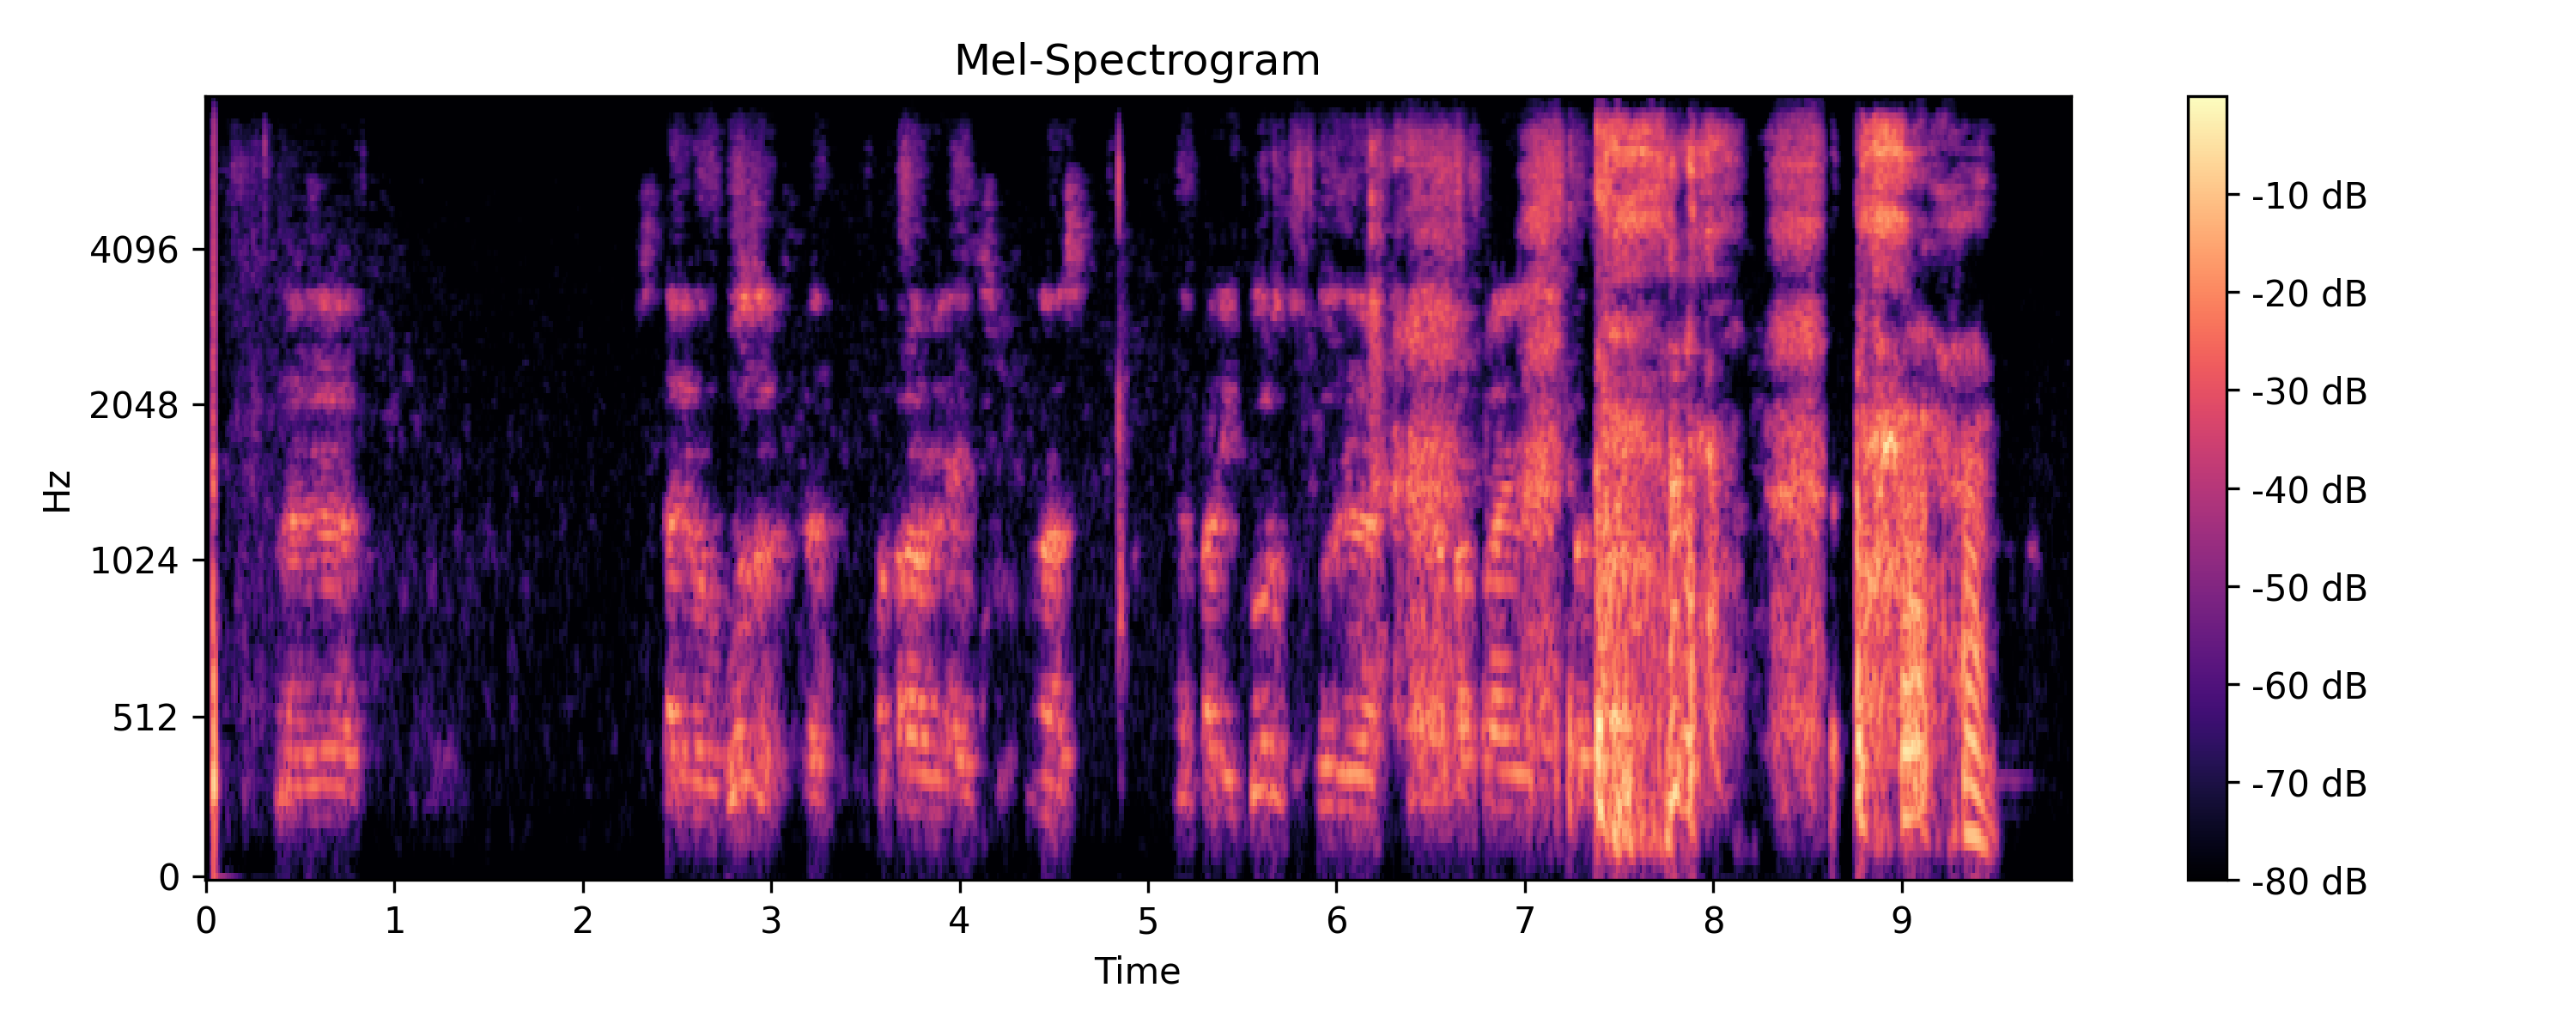 Mel-Spectrogram
Hz
4096
2048
1024
512
0
0 1 2 3 4 5 6 7 8 9
Time
-10 dB
-20 dB
-30 dB
-40 dB
-50 dB
-60 dB
-70 dB
-80 dB